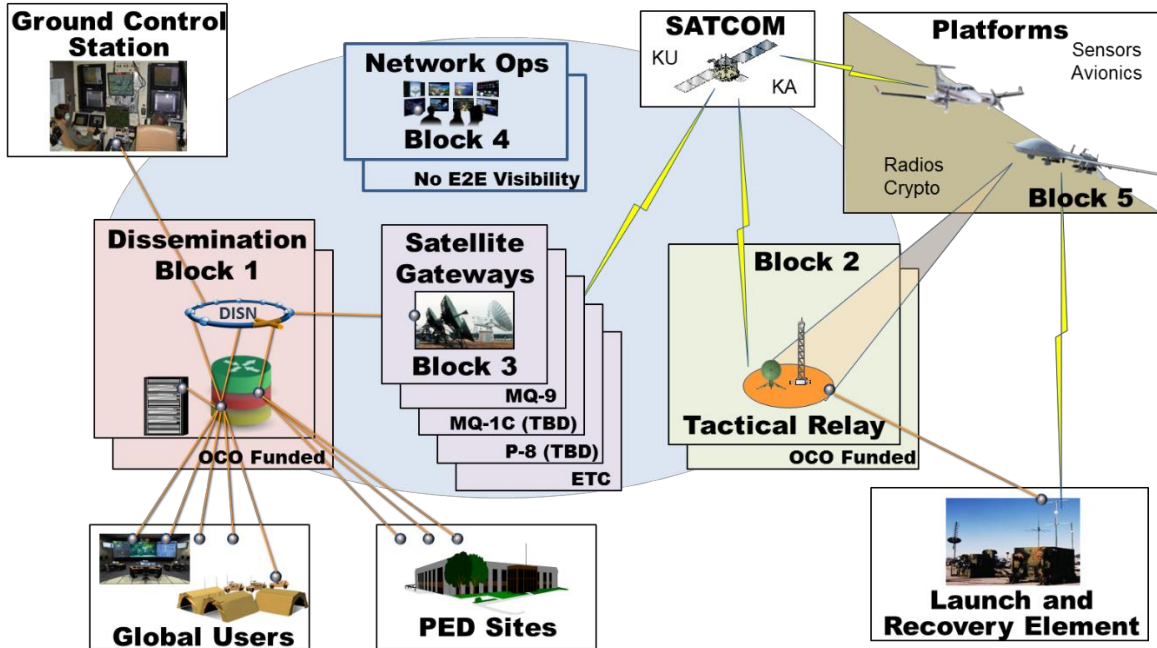 Ground Control
Station
Network Ops
Block 4
No E2E Visibility
SATCOM
KU
KA
Platforms
Sensors
Avionics
Radios
Crypto
Block 5
Dissemination
Block 1
DISN
OCO Funded
Satellite
Gateways
Block 3
MQ-9
MQ-1C (TBD)
P-8 (TBD)
ETC
Block 2
Tactical Relay
OCO Funded
Global Users
PED Sites
Launch and
Recovery Element